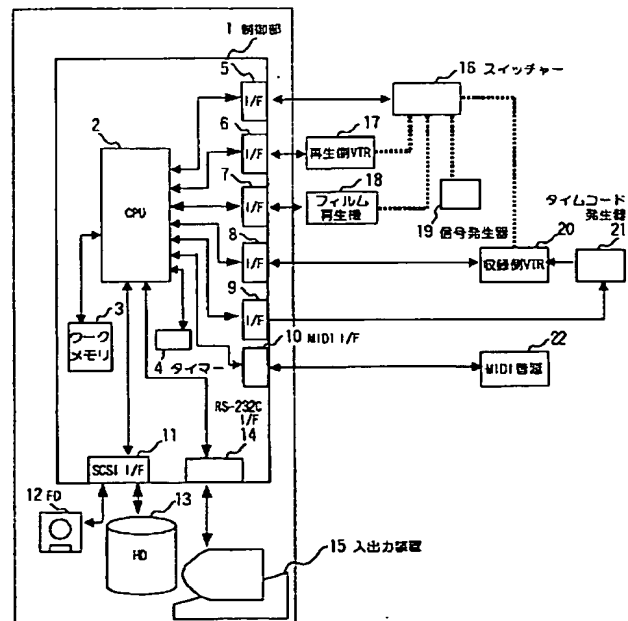 1 制御部
5
I/F
16 スイッチャー
2
CPU
6
I/F
17
再生側VTR
7
I/F
18
フィルム
再生機
19 信号発生器
タイムコード
発生器
21
20
収録側VTR
8
I/F
9
I/F
3
ワーク
メモリ
4 タイマー
10 MIDI I/F
22
MIDI音源
RS-232C
I/F
14
11
SCSI I/F
12 FD
13
HD
15 入出力装置